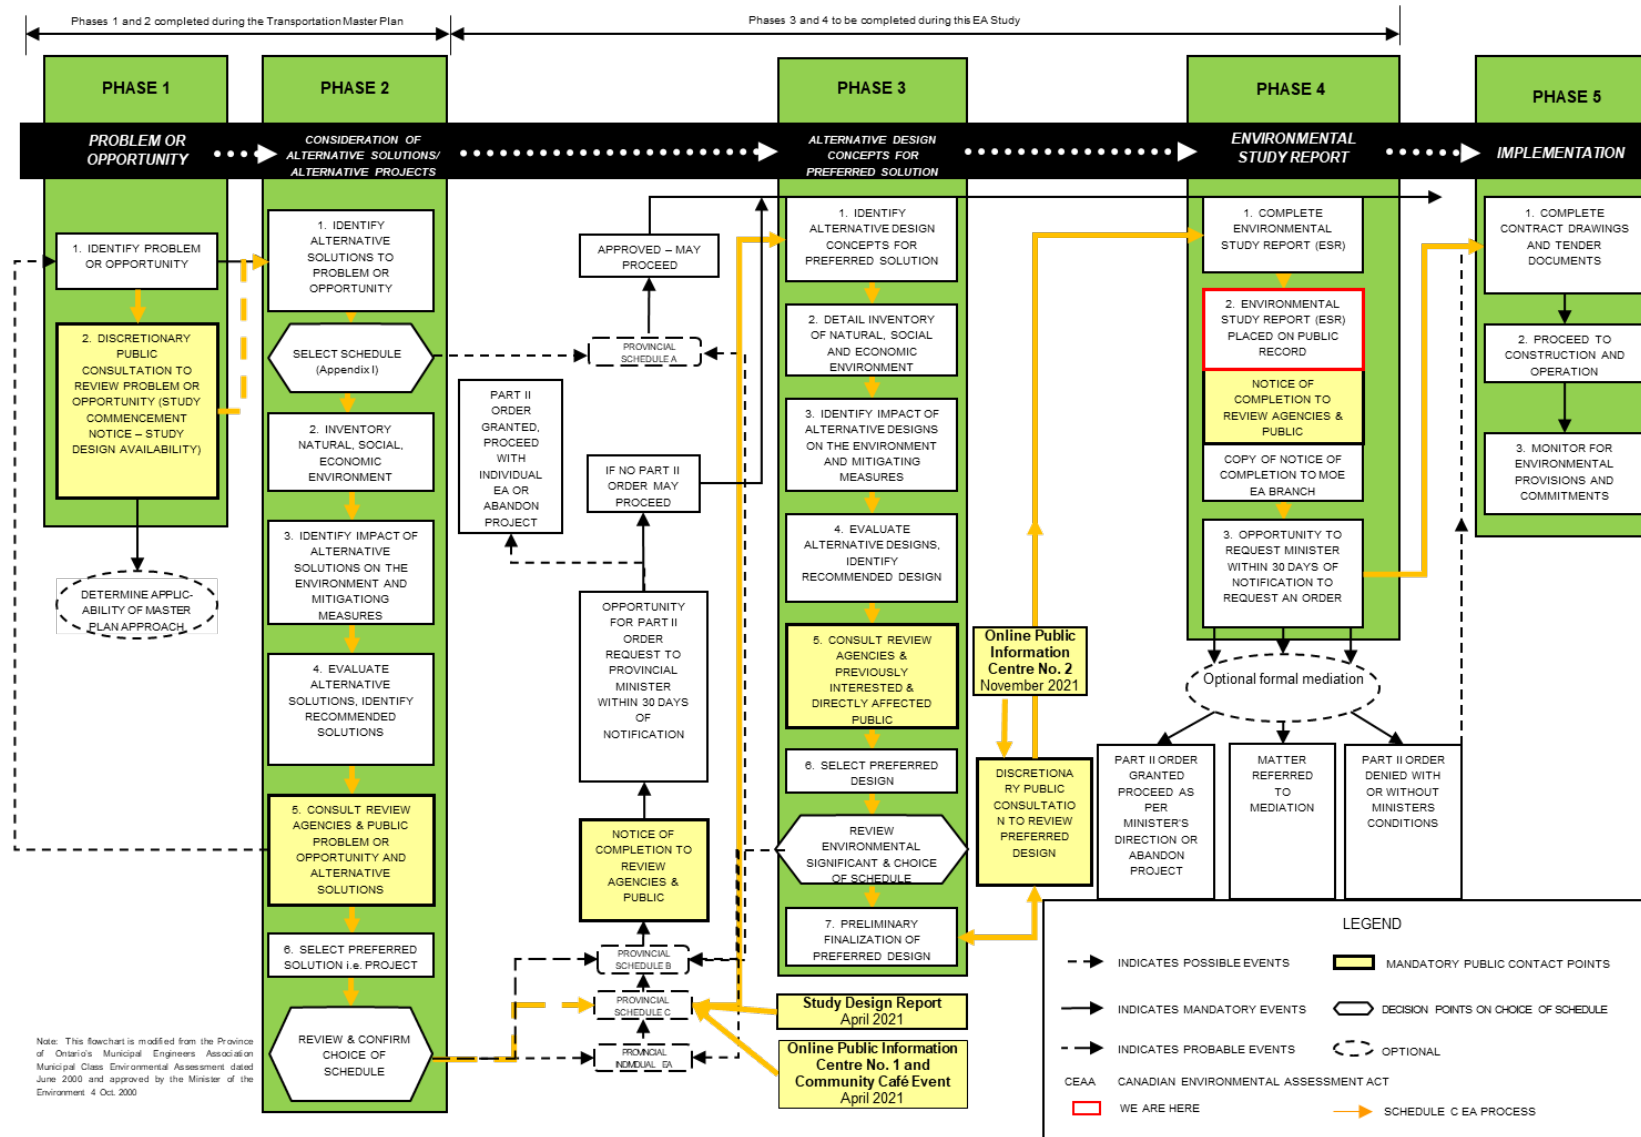 Phases 1 and 2 completed during the Transportation Master Plan
Phases 3 and 4 to be completed during this EA Study
PHASE 1
PROBLEM OR
OPPORTUNITY
1. IDENTIFY PROBLEM
OR OPPORTUNITY
2. DISCRETIONARY
PUBLIC
CONSULTATION TO
REVIEW PROBLEM OR
OPPORTUNITY (STUDY
COMMENCEMENT
NOTICE – STUDY
DESIGN AVAILABILITY)
DETERMINE APPLIC-
ABILITY OF MASTER
PLAN APPROACH
PHASE 2
CONSIDERATION OF
ALTERNATIVE SOLUTIONS/
ALTERNATIVE PROJECTS
1. IDENTIFY
ALTERNATIVE
SOLUTIONS TO
PROBLEM OR
OPPORTUNITY
SELECT SCHEDULE
(Appendix I)
2. INVENTORY
NATURAL, SOCIAL,
ECONOMIC
ENVIRONMENT
3. IDENTIFY IMPACT OF
ALTERNATIVE
SOLUTIONS ON THE
ENVIRONMENT AND
MITIGATIONG
MEASURES
4. EVALUATE
ALTERNATIVE
SOLUTIONS, IDENTIFY
RECOMMENDED
SOLUTIONS
5. CONSULT REVIEW
AGENCIES & PUBLIC
PROBLEM OR
OPPORTUNITY AND
ALTERNATIVE
SOLUTIONS
6. SELECT PREFERRED
SOLUTION i.e. PROJECT
REVIEW & CONFIRM
CHOICE OF
SCHEDULE
APPROVED – MAY
PROCEED
PROVINCIAL
SCHEDULE A
PART II
ORDER
GRANTED,
PROCEED
WITH
INDIVIDUAL
EA OR
ABANDON
PROJECT
IF NO PART II
ORDER MAY
PROCEED
OPPORTUNITY
FOR PART II
ORDER
REQUEST TO
PROVINCIAL
MINISTER
WITHIN 30 DAYS
OF
NOTIFICATION
NOTICE OF
COMPLETION TO
REVIEW
AGENCIES &
PUBLIC
PROVINCIAL
SCHEDULE B
PROVINCIAL
SCHEDULE C
PROVINCIAL
INDIVIDUAL EA
PHASE 3
ALTERNATIVE DESIGN
CONCEPTS FOR
PREFERRED SOLUTION
1. IDENTIFY
ALTERNATIVE DESIGN
CONCEPTS FOR
PREFERRED SOLUTION
2. DETAIL INVENTORY
OF NATURAL, SOCIAL
AND ECONOMIC
ENVIRONMENT
3. IDENTIFY IMPACT OF
ALTERNATIVE DESIGNS
ON THE ENVIRONMENT
AND MITIGATING
MEASURES
4. EVALUATE
ALTERNATIVE DESIGNS,
IDENTIFY
RECOMMENDED DESIGN
5. CONSULT REVIEW
AGENCIES &
PREVIOUSLY
INTERESTED &
DIRECTLY AFFECTED
PUBLIC
6. SELECT PREFERRED
DESIGN
REVIEW
ENVIRONMENTAL
SIGNIFICANT & CHOICE
OF SCHEDULE
7. PRELIMINARY
FINALIZATION OF
PREFERRED DESIGN
Study Design Report
April 2021
Online Public Information
Centre No. 1 and
Community Café Event
April 2021
Online Public
Information
Centre No. 2
November 2021
DISCRETIONA
RY PUBLIC
CONSULTATIO
N TO REVIEW
PREFERRED
DESIGN
PHASE 4
ENVIRONMENTAL
STUDY REPORT
1. COMPLETE
ENVIRONMENTAL
STUDY REPORT (ESR)
2. ENVIRONMENTAL
STUDY REPORT (ESR)
PLACED ON PUBLIC
RECORD
NOTICE OF
COMPLETION TO
REVIEW AGENCIES &
PUBLIC
COPY OF NOTICE OF
COMPLETION TO MOE
EA BRANCH
3. OPPORTUNITY TO
REQUEST MINISTER
WITHIN 30 DAYS OF
NOTIFICATION TO
REQUEST AN ORDER
Optional formal mediation
PART II ORDER
GRANTED
PROCEED AS
PER
MINISTER'S
DIRECTION OR
ABANDON
PROJECT
MATTER
REFERRED
TO
MEDIATION
PART II ORDER
DENIED WITH
OR WITHOUT
MINISTERS
CONDITIONS
PHASE 5
IMPLEMENTATION
1. COMPLETE
CONTRACT DRAWINGS
AND TENDER
DOCUMENTS
2. PROCEED TO
CONSTRUCTION AND
OPERATION
3. MONITOR FOR
ENVIRONMENTAL
PROVISIONS AND
COMMITMENTS
LEGEND
INDICATES POSSIBLE EVENTS
MANDATORY PUBLIC CONTACT POINTS
INDICATES MANDATORY EVENTS
DECISION POINTS ON CHOICE OF SCHEDULE
INDICATES PROBABLE EVENTS
OPTIONAL
CEAA CANADIAN ENVIRONMENTAL ASSESSMENT ACT
WE ARE HERE
SCHEDULE C EA PROCESS
Note: This flowchart is modified from the Province
of Ontario's Municipal Engineers Association
Municipal Class Environmental Assessment dated
June 2000 and approved by the Minister of the
Environment 4 Oct. 2000